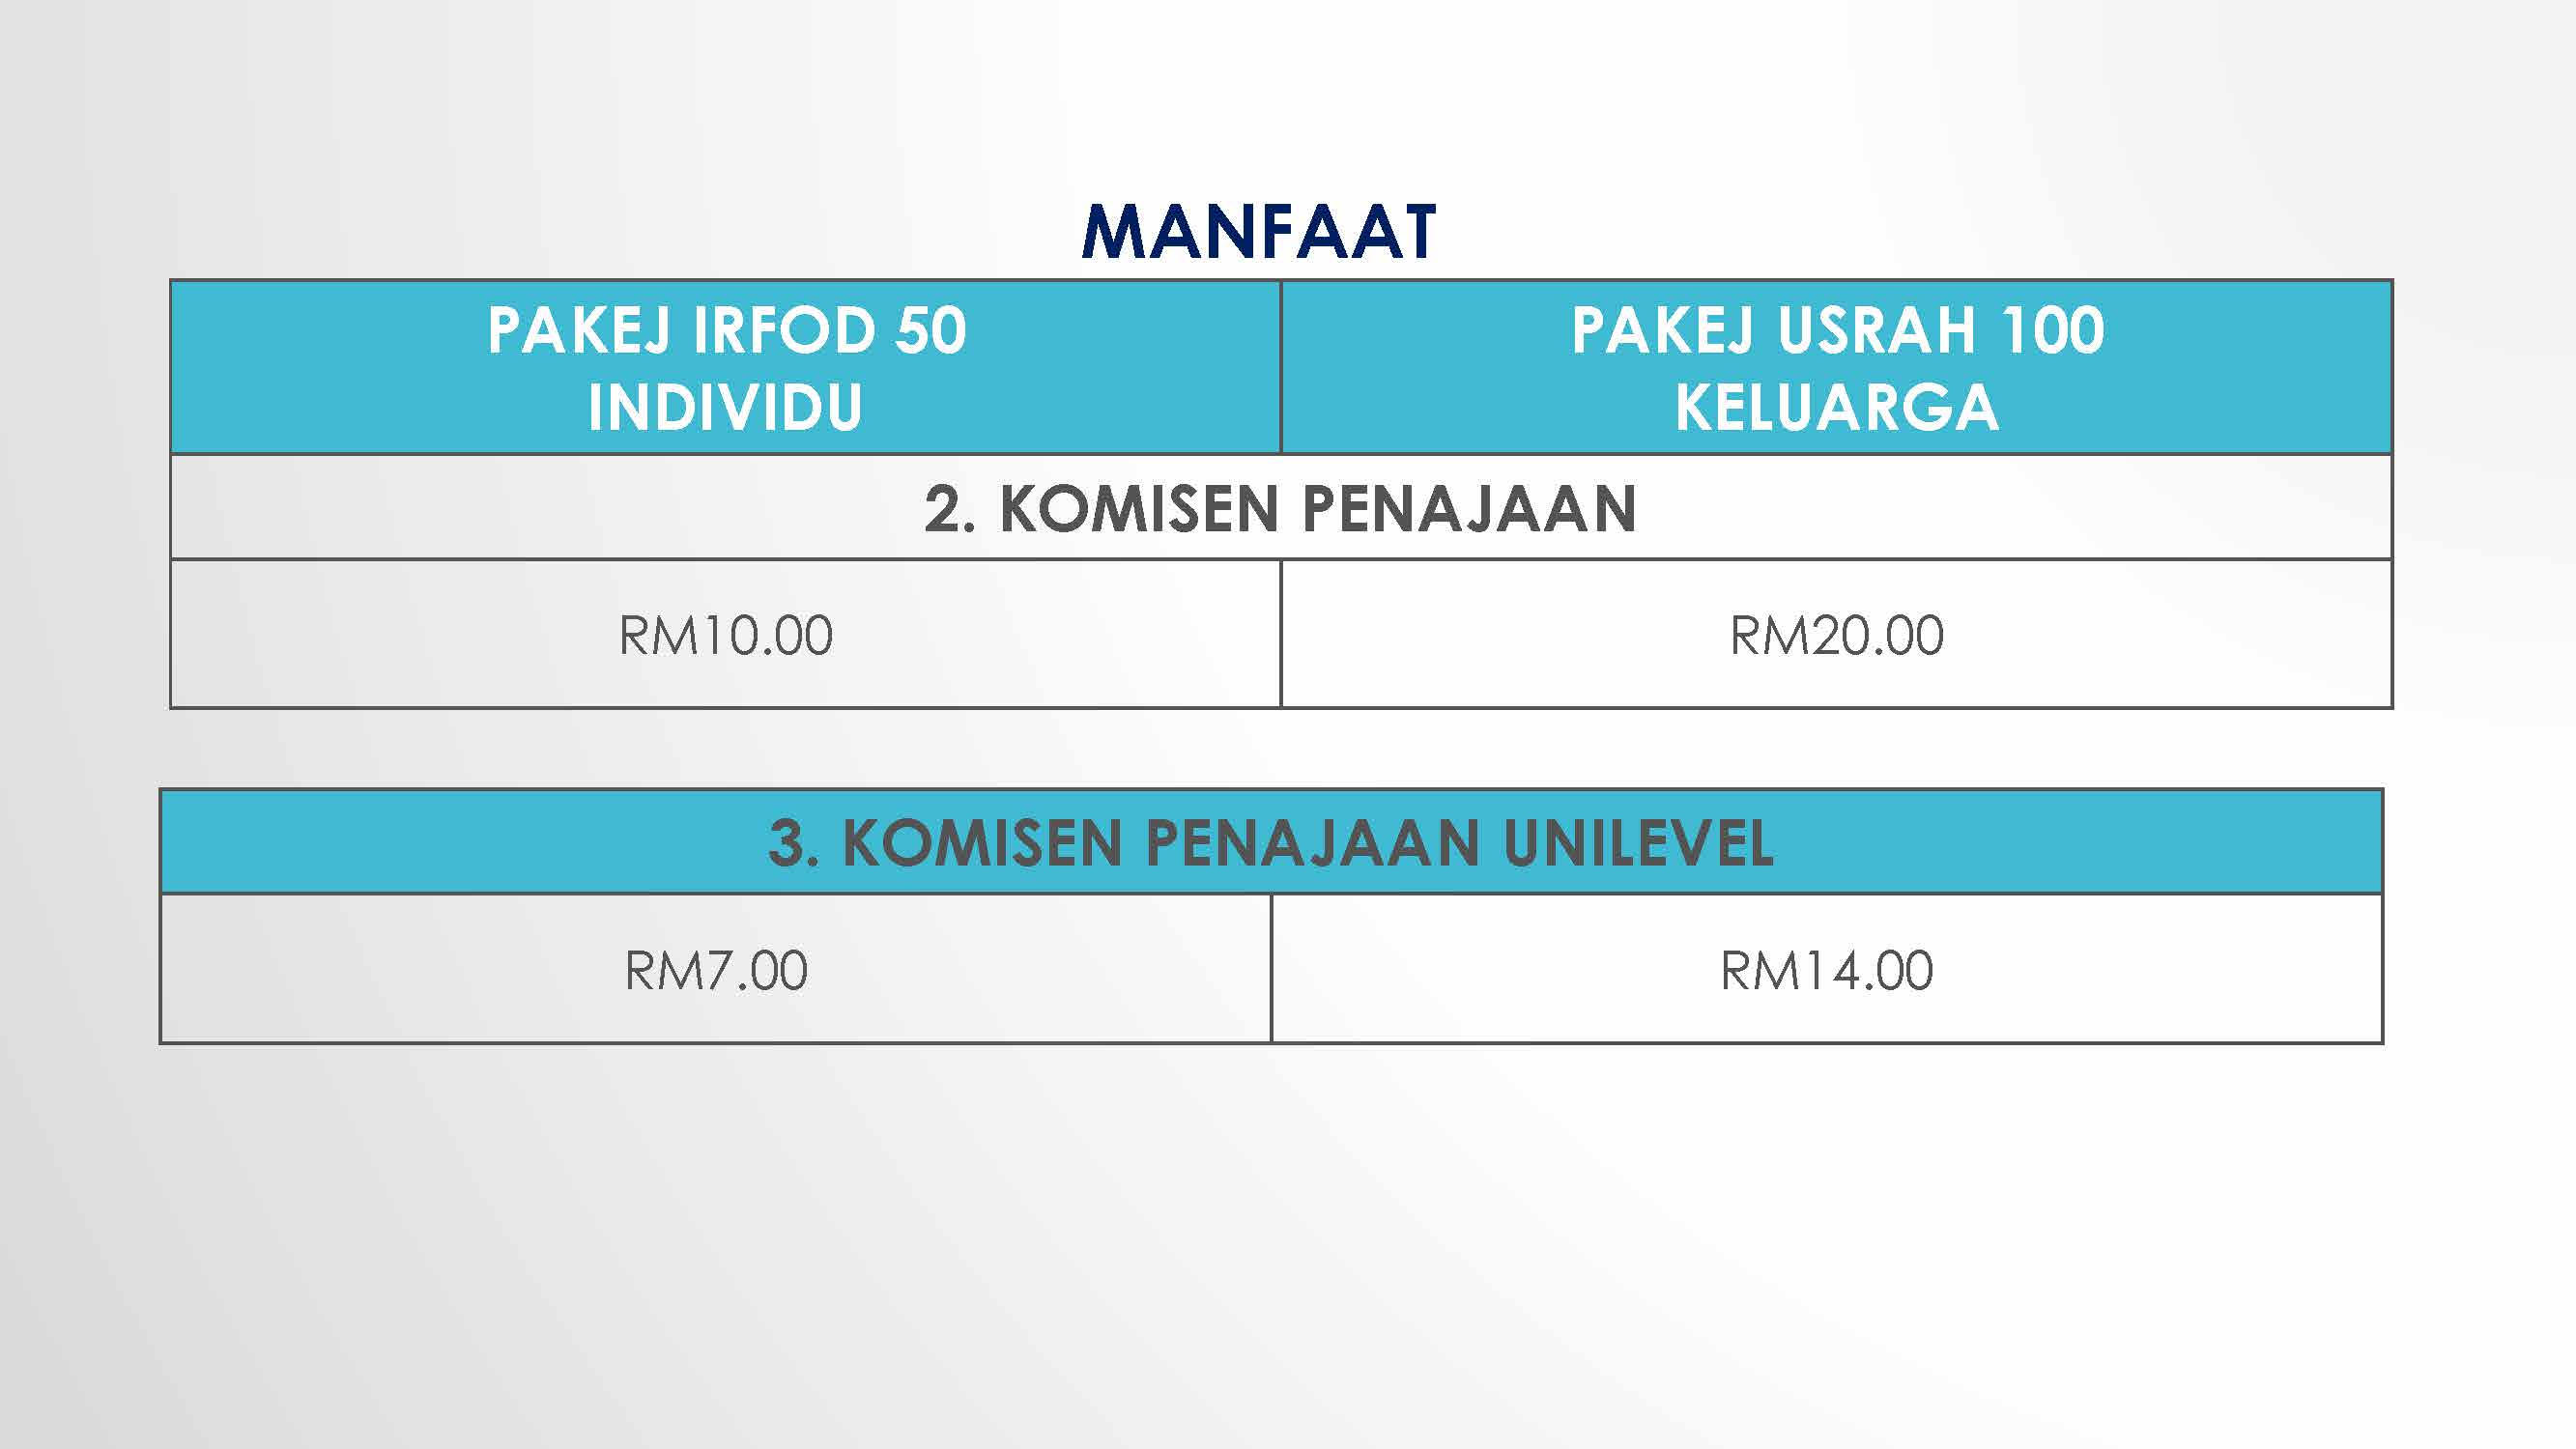 MANFAAT
PAKEJ IRFOD 50
INDIVIDU
PAKEJ USRAH 100
KELUARGA
2. KOMISEN PENAJAAN
RM10.00
RM20.00
3. KOMISEN PENAJAAN UNILEVEL
RM7.00
RM14.00